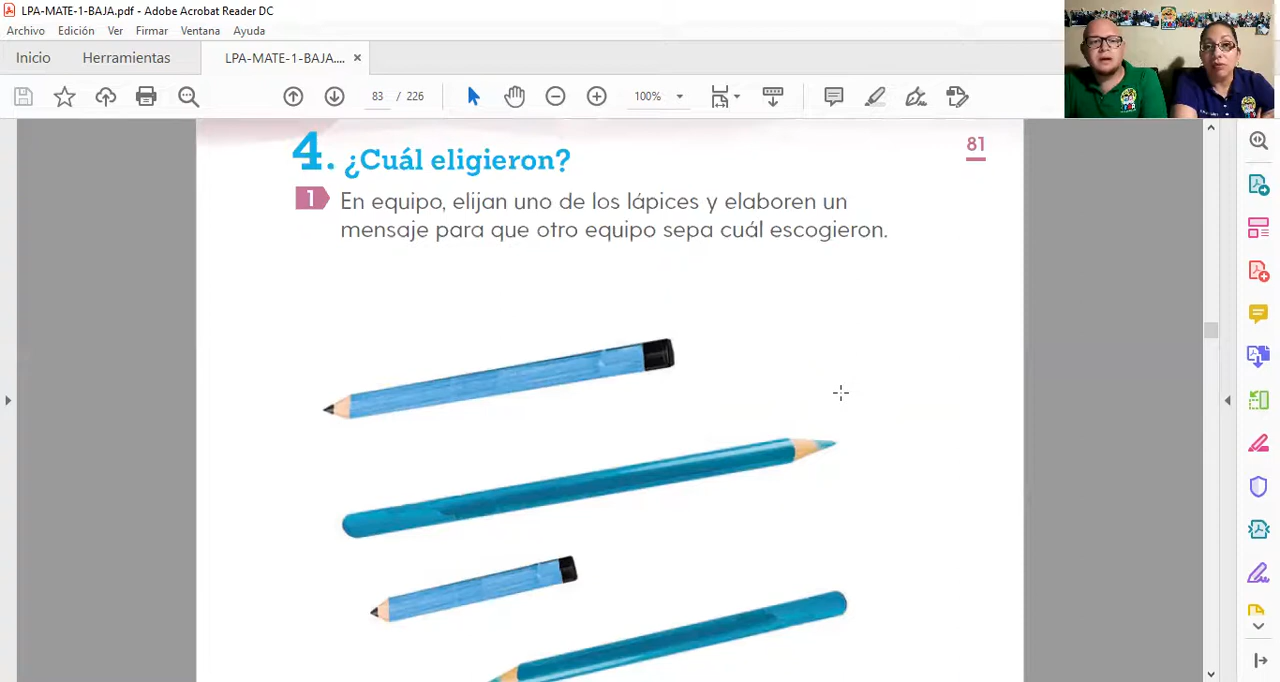 LPA-MATE-1-BAJA.pdf - Adobe Acrobat Reader DC
Archivo Edición Ver Firmar Ventana Ayuda
Inicio Herramientas LPA-MATE-1-BAJA....
83 / 226 100%
4. ¿Cuál eligieron? 81
1 En equipo, elijan uno de los lápices y elaboren un
mensaje para que otro equipo sepa cuál escogieron.